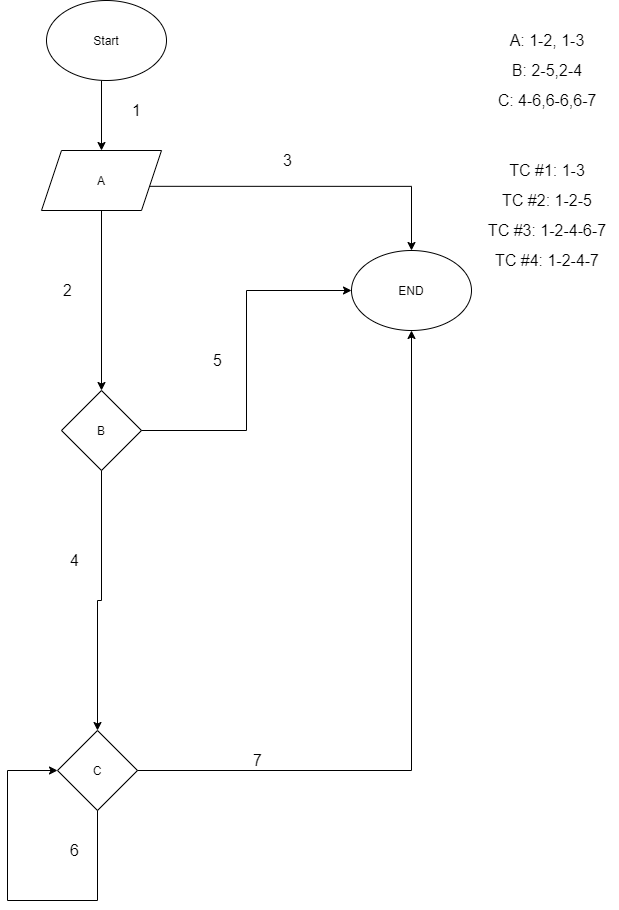 Start
A: 1-2, 1-3
B: 2-5,2-4
C: 4-6,6-6,6-7
1
A
3
TC #1: 1-3
TC #2: 1-2-5
TC #3: 1-2-4-6-7
TC #4: 1-2-4-7
2
END
5
B
4
C
7
6